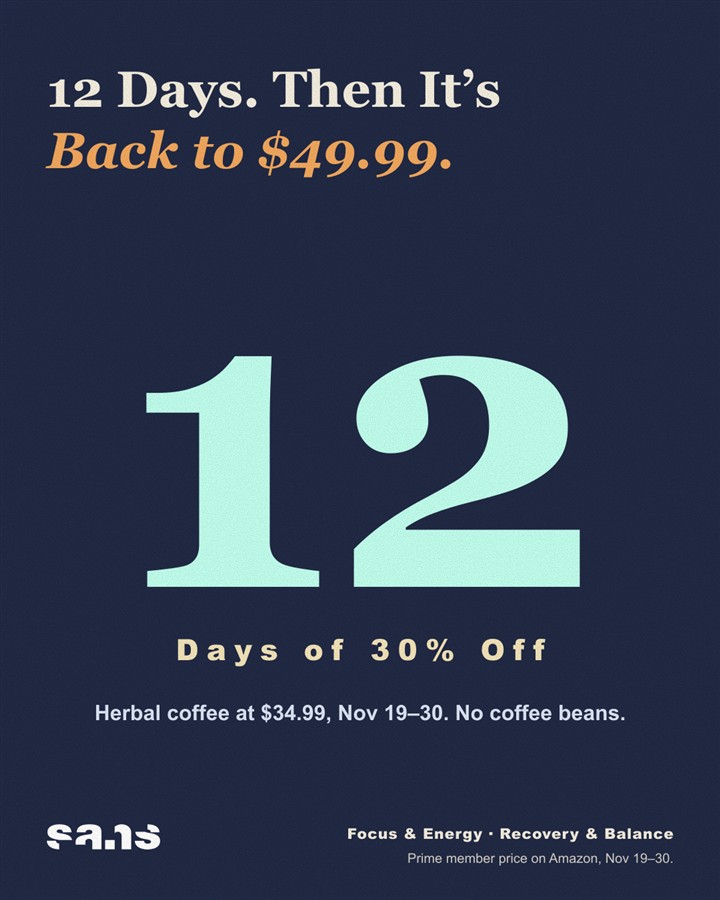 12 Days. Then It’s
Back to $49.99.
12
Days of 30% Off
Herbal coffee at $34.99, Nov 19–30. No coffee beans.
sans
Focus & Energy · Recovery & Balance
Prime member price on Amazon, Nov 19–30.